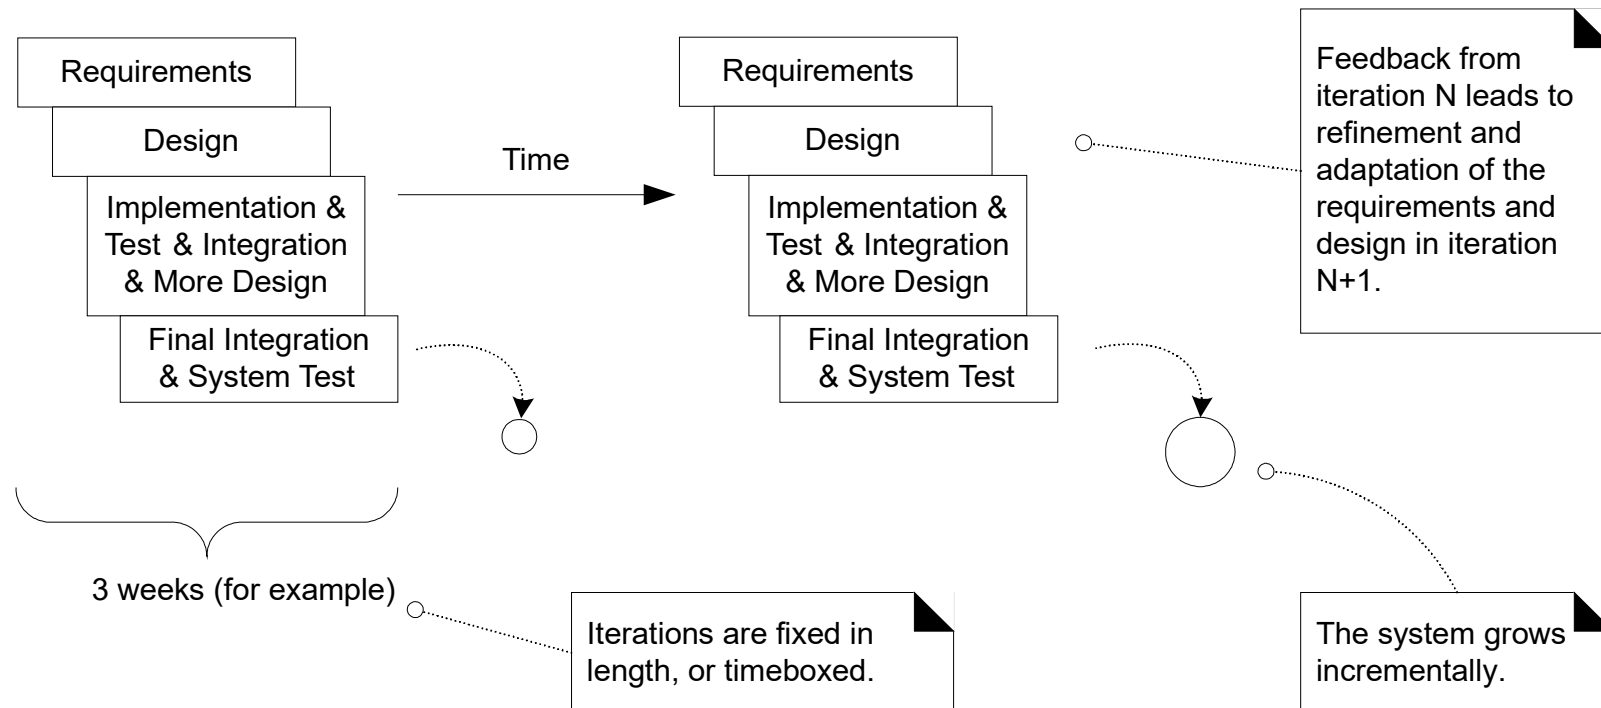 Requirements
Design
Implementation &
Test & Integration
& More Design
Final Integration
& System Test
Time
Requirements
Design
Implementation &
Test & Integration
& More Design
Final Integration
& System Test
Feedback from
iteration N leads to
refinement and
adaptation of the
requirements and
design in iteration
N+1.
3 weeks (for example)
Iterations are fixed in
length, or timeboxed.
The system grows
incrementally.